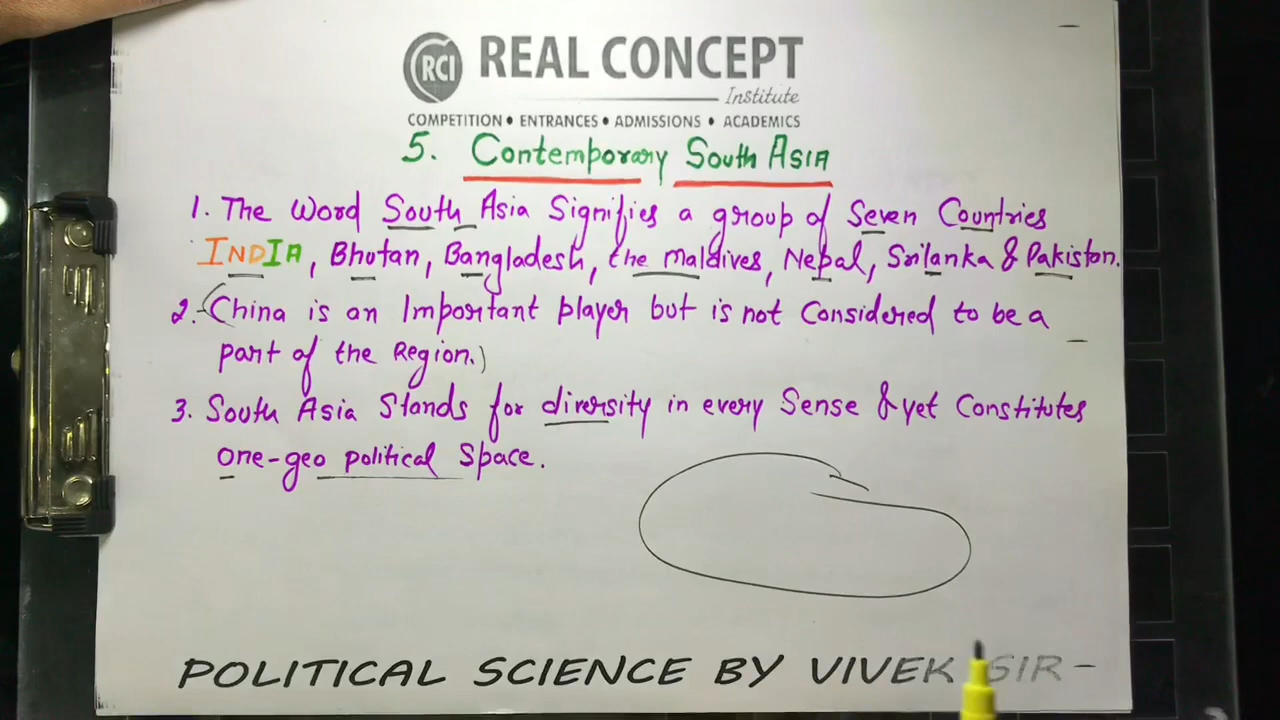 RCI REAL CONCEPT
Institute
COMPETITION • ENTRANCES • ADMISSIONS • ACADEMICS
5. Contemporary South ASIA
1. The Word South Asia Signifies a group of Seven Countries
INDIA, Bhutan, Bangladesh, the maldives, Nepal, Srilanka & Pakistan.
2. (China is an Important player but is not Considered to be a
part of the Region.)
3. South Asia Stands for diversity in every Sense & yet Constitutes
one-geo political Space.
POLITICAL SCIENCE BY VIVEK SIR -